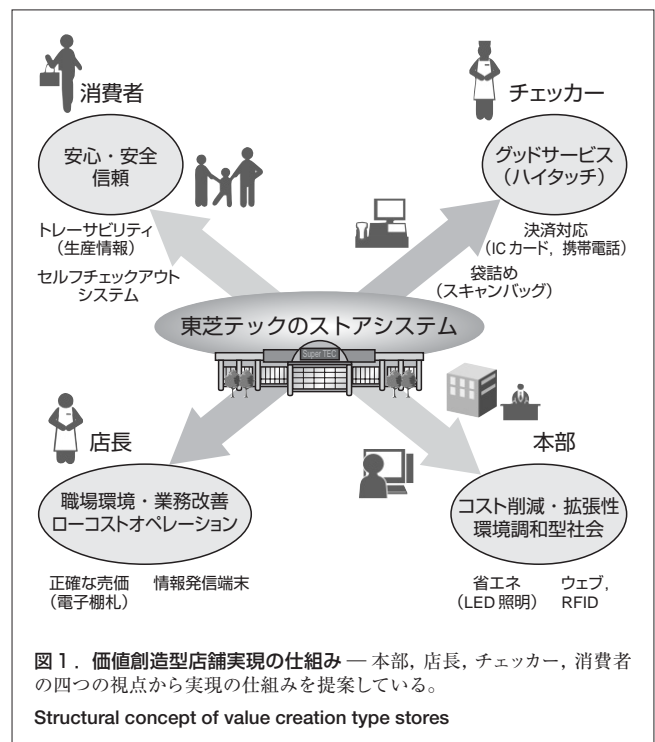 消費者
安心・安全
信頼
トレーサビリティ
(生産情報)
セルフチェックアウト
システム
チェッカー
グッドサービス
(ハイタッチ)
決済対応
(ICカード, 携帯電話)
袋詰め
(スキャンバッグ)
東芝テックのストアシステム
Super TEC
店長
職場環境・業務改善
ローコストオペレーション
正確な売価
(電子棚札)
情報発信端末
本部
コスト削減・拡張性
環境調和型社会
省エネ
(LED 照明)
ウェブ,
RFID
図1. 価値創造型店舗実現の仕組み — 本部, 店長, チェッカー, 消費者
の四つの視点から実現の仕組みを提案している。
Structural concept of value creation type stores